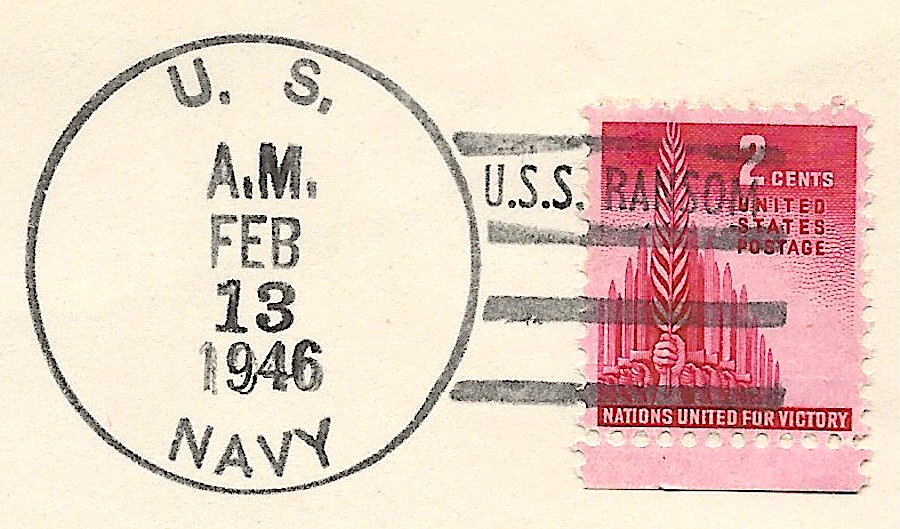 U. S.
A.M.
FEB
13
1946
NAVY
U.S.S. RANSOM
2 CENTS
UNITED
STATES
POSTAGE
NATIONS UNITED FOR VICTORY